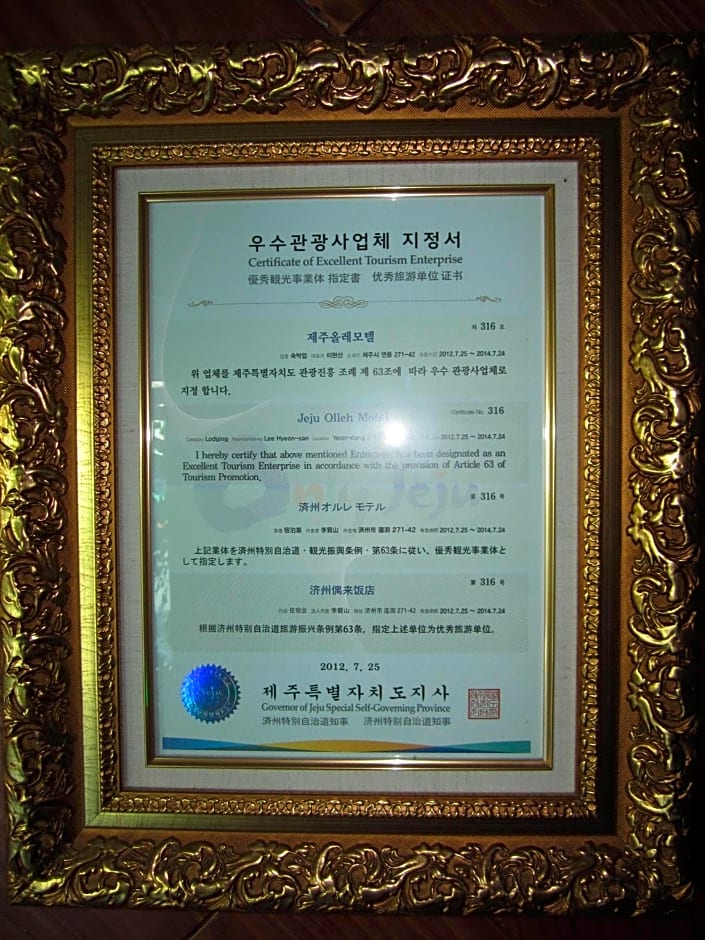 우수관광사업체 지정서
Certificate of Excellent Tourism Enterprise
優秀観光事業体 指定書 优秀旅游单位 证书
제 316 호
제주올레모텔
업종 숙박업 대표자 이현산 소재지 제주시 연동 271-42 유효기간 2012.7.25 ~ 2014.7.24
위 업체를 제주특별자치도 관광진흥 조례 제 63조에 따라 우수 관광사업체로
지정 합니다.
Certificate No. 316
Jeju Olleh Motel
Category Lodging Representative Lee Hyeon-san Location Yeon-dong 2012.7.25 ~ 2014.7.24
I hereby certify that above mentioned Enterprise has been designated as an
Excellent Tourism Enterprise in accordance with the provision of Article 63 of
Tourism Promotion.
Only Jeju
第 316 号
済州オルレ モテル
宿泊業 代表者 李賢山 所在地 済州市 蓮洞 271-42 有効期間 2012.7.25 ~ 2014.7.24
上記業体を済州特別自治道・観光振興条例・第63条に従い、優秀観光事業体と
して指定します。
第 316 号
济州偶来饭店
行业 住宿业 法人代表 李賢山 地址 济州市 莲洞 271-42 有效期限 2012.7.25 ~ 2014.7.24
根据济州特别自治道旅游振兴条例第63条，指定上述单位为优秀旅游单位。
2012. 7. 25
Jeju
제주특별자치도지사
Governor of Jeju Special Self-Governing Province
済州特別自治道知事 济州特别自治道知事